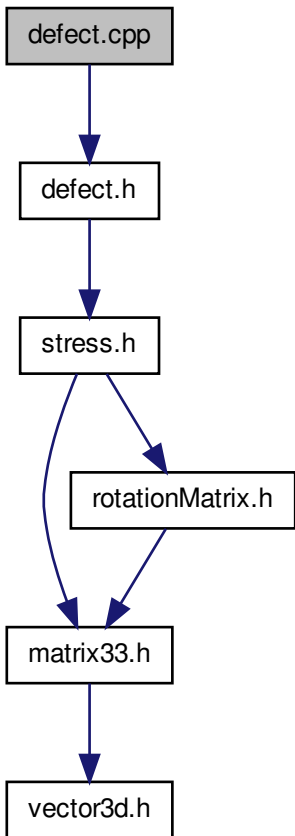 defect.cpp
defect.h
stress.h
rotationMatrix.h
matrix33.h
vector3d.h